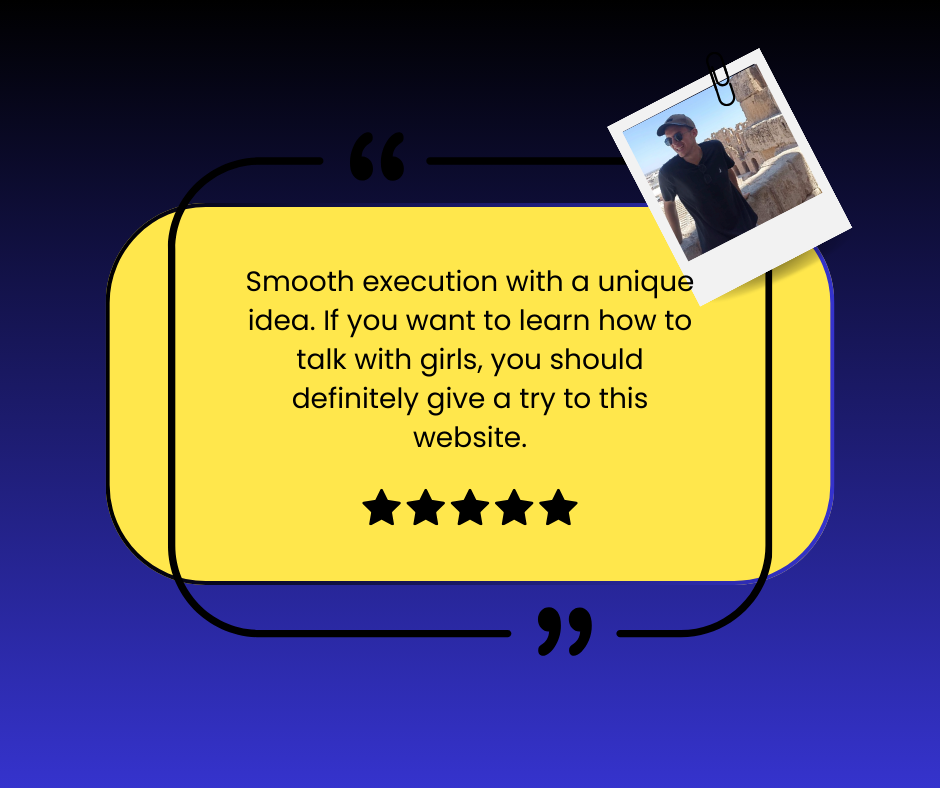 Smooth execution with a unique
idea. If you want to learn how to
talk with girls, you should
definitely give a try to this
website.